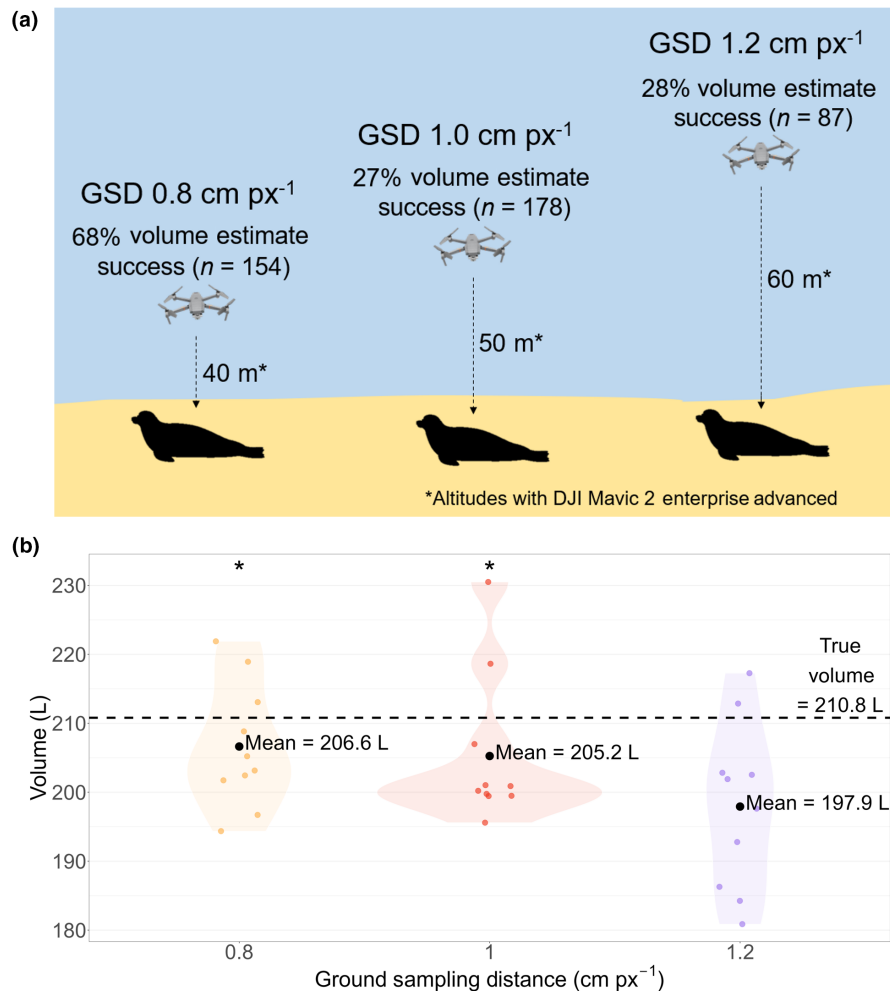 (a)
GSD 1.2 cm px⁻¹
28% volume estimate
success (n = 87)
GSD 1.0 cm px⁻¹
27% volume estimate
success (n = 178)
GSD 0.8 cm px⁻¹
68% volume estimate
success (n = 154)
60 m*
50 m*
40 m*
*Altitudes with DJI Mavic 2 enterprise advanced
(b)
*
*
230
220
210
200
190
180
Volume (L)
True
volume
= 210.8 L
Mean = 206.6 L
Mean = 205.2 L
Mean = 197.9 L
0.8
1
1.2
Ground sampling distance (cm px⁻¹)